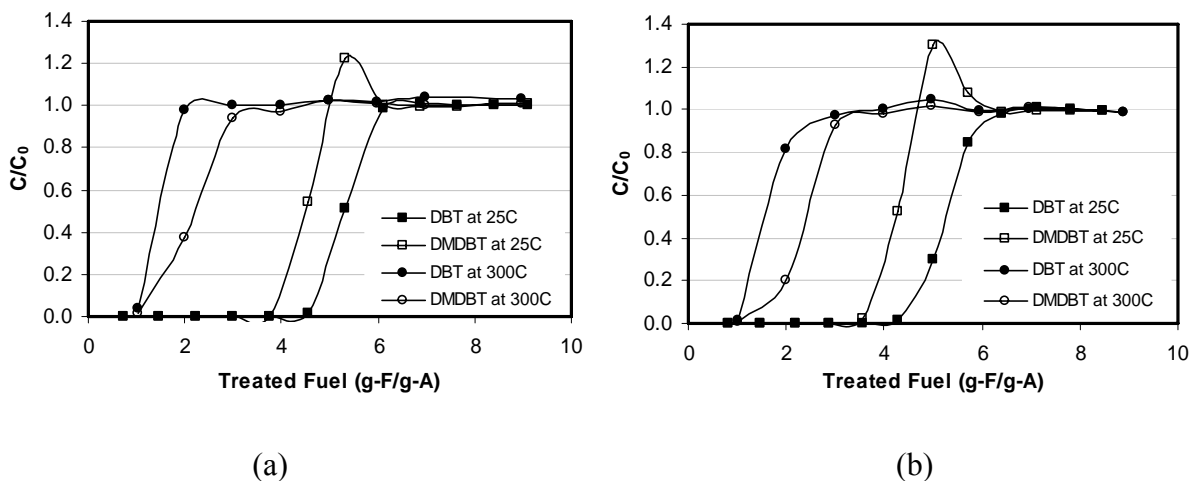 1.4
1.2
1.0
0.8
0.6
0.4
0.2
0.0
C/C0
0 2 4 6 8 10
Treated Fuel (g-F/g-A)
DBT at 25C
DMDBT at 25C
DBT at 300C
DMDBT at 300C
(a)
1.4
1.2
1.0
0.8
0.6
0.4
0.2
0.0
C/C0
0 2 4 6 8 10
Treated Fuel (g-F/g-A)
DBT at 25C
DMDBT at 25C
DBT at 300C
DMDBT at 300C
(b)